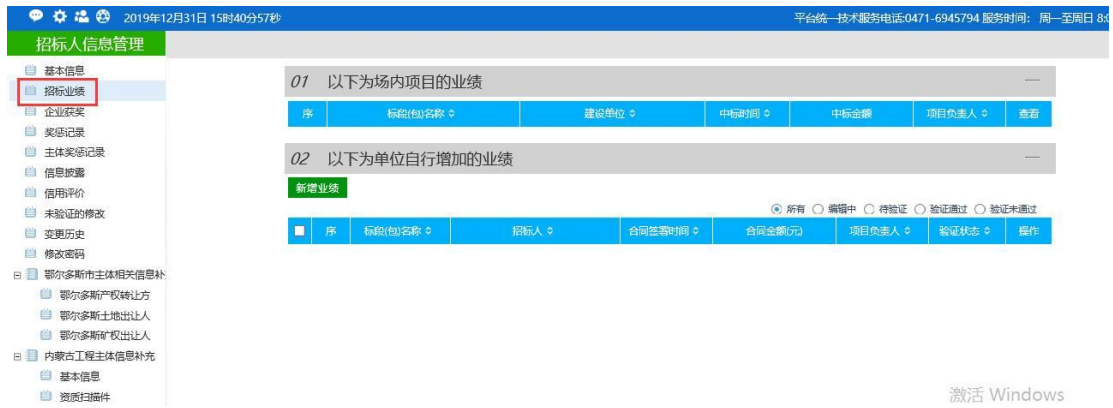 2019年12月31日 15时40分57秒 平台统一技术服务电话:0471-6945794 服务时间: 周一至周日 8:0
招标人信息管理
基本信息
招标业绩
企业获奖
奖惩记录
主体奖惩记录
信息披露
信用评价
未验证的修改
变更历史
修改密码
鄂尔多斯市主体相关信息补
鄂尔多斯产权转让方
鄂尔多斯土地出让人
鄂尔多斯矿权出让人
内蒙古工程主体信息补充
基本信息
资质扫描件
01 以下为场内项目的业绩
序 标段(包)名称 建设单位 中标时间 中标金额 项目负责人 查看
02 以下为单位自行增加的业绩
新增业绩
所有 编辑中 待验证 验证通过 验证未通过
序 标段(包)名称 招标人 合同签署时间 合同金额(元) 项目负责人 验证状态 操作
激活 Windows